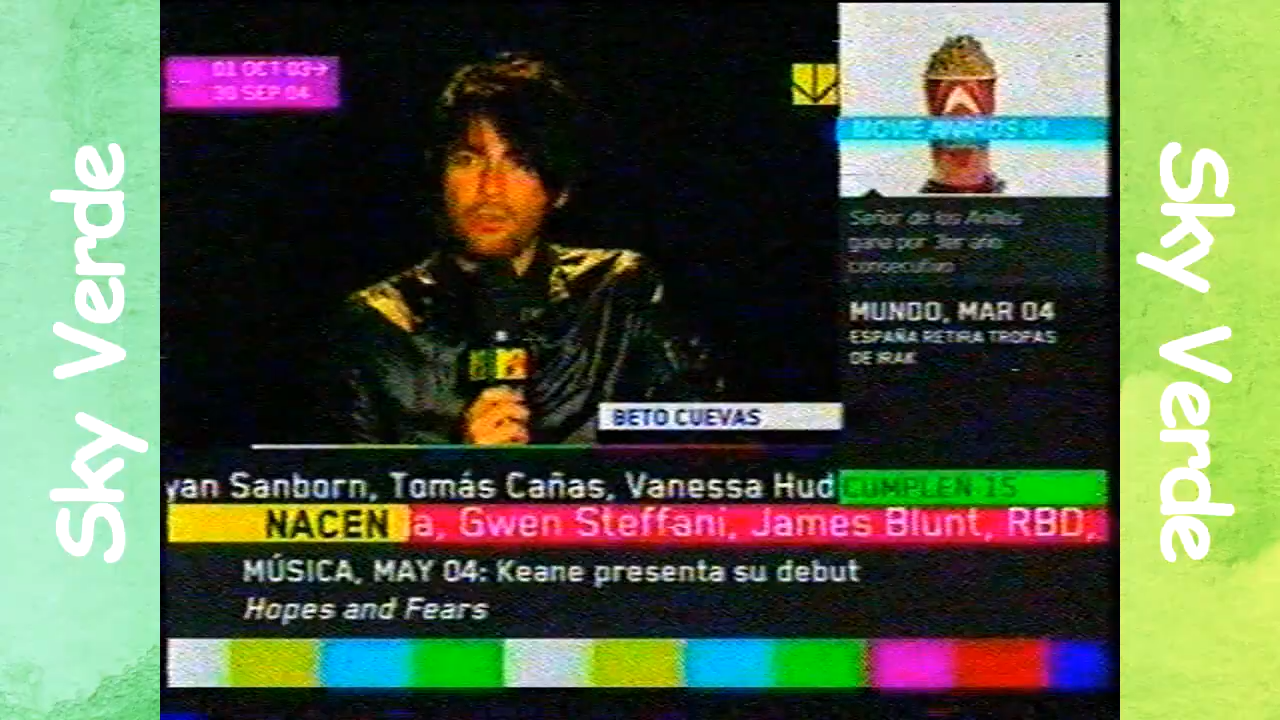 Sky Verde
01 OCT 03→
30 SEP 04
MOVIE AWARDS 04
Señor de los Anillos
gana por 3er año
consecutivo
MUNDO, MAR 04
ESPAÑA RETIRA TROPAS
DE IRAK
BETO CUEVAS
yan Sanborn, Tomás Cañas, Vanessa Hud
CUMPLEN 15
NACEN
a, Gwen Steffani, James Blunt, RBD,
MÚSICA, MAY 04: Keane presenta su debut
Hopes and Fears
Sky Verde